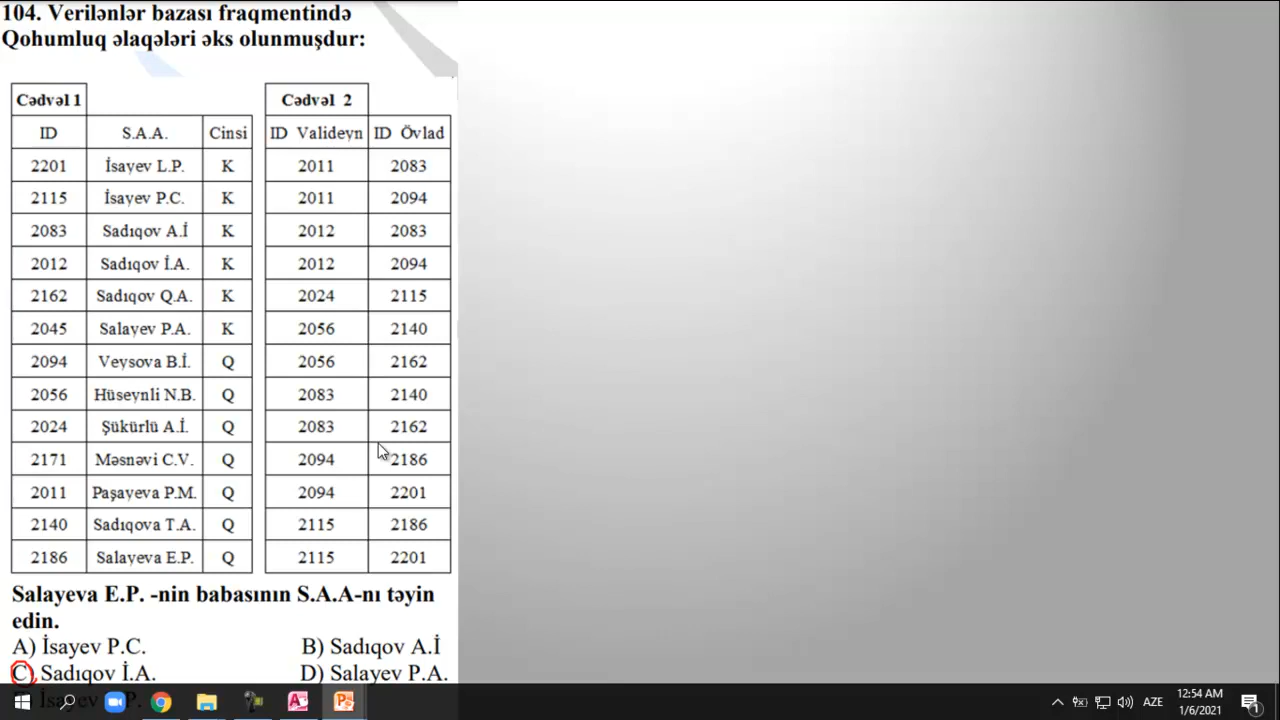 104. Verilənlər bazası fraqmentində
Qohumluq əlaqələri əks olunmuşdur:
Cədvəl 1 Cədvəl 2
ID S.A.A. Cinsi ID Valideyn ID Övlad
2201 İsayev L.P. K 2011 2083
2115 İsayev P.C. K 2011 2094
2083 Sadıqov A.İ K 2012 2083
2012 Sadıqov İ.A. K 2012 2094
2162 Sadıqov Q.A. K 2024 2115
2045 Salayev P.A. K 2056 2140
2094 Veysova B.İ. Q 2056 2162
2056 Hüseynli N.B. Q 2083 2140
2024 Şükürlü A.İ. Q 2083 2162
2171 Məsnəvi C.V. Q 2094 2186
2011 Paşayeva P.M. Q 2094 2201
2140 Sadıqova T.A. Q 2115 2186
2186 Salayeva E.P. Q 2115 2201
Salayeva E.P. -nin babasının S.A.A-nı təyin
edin.
A) İsayev P.C. B) Sadıqov A.İ
C) Sadıqov İ.A. D) Salayev P.A.
AZE 12:54 AM
1/6/2021